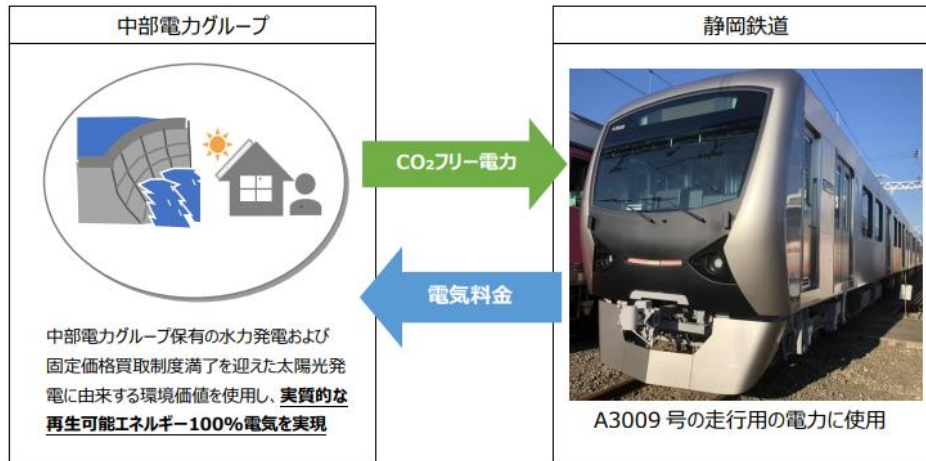 中部電力グループ
静岡鉄道
CO₂フリー電力
電気料金
中部電力グループ保有の水力発電および
固定価格買取制度満了を迎えた太陽光発
電に由来する環境価値を使用し、実質的な
再生可能エネルギー100%電気を実現
A3009 号の走行用の電力に使用